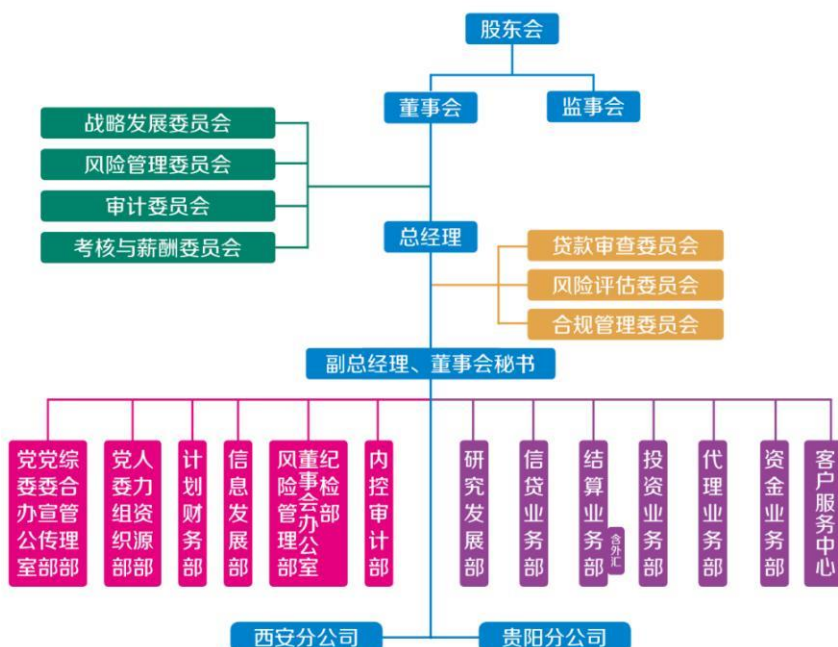 股东会
董事会
监事会
战略发展委员会
风险管理委员会
审计委员会
考核与薪酬委员会
总经理
贷款审查委员会
风险评估委员会
合规管理委员会
副总经理、董事会秘书
党委办公室
党委宣传部
综合管理部
党委组织部
人力资源部
计划财务部
信息发展部
风险管理部
董事会办公室
纪检部
内控审计部
研究发展部
信贷业务部
结算业务部
含外汇
投资业务部
代理业务部
资金业务部
客户服务中心
西安分公司
贵阳分公司